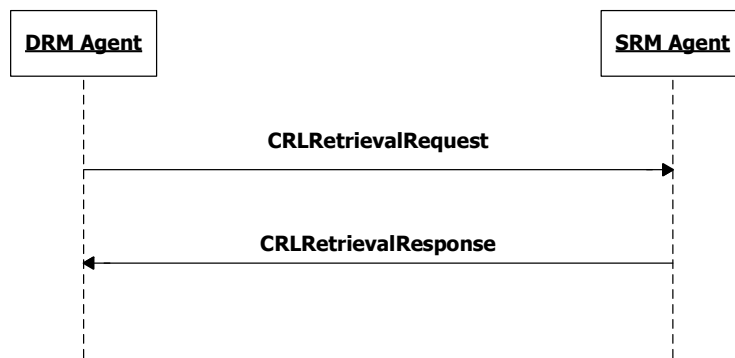 DRM Agent
SRM Agent
CRLRetrievalRequest
CRLRetrievalResponse